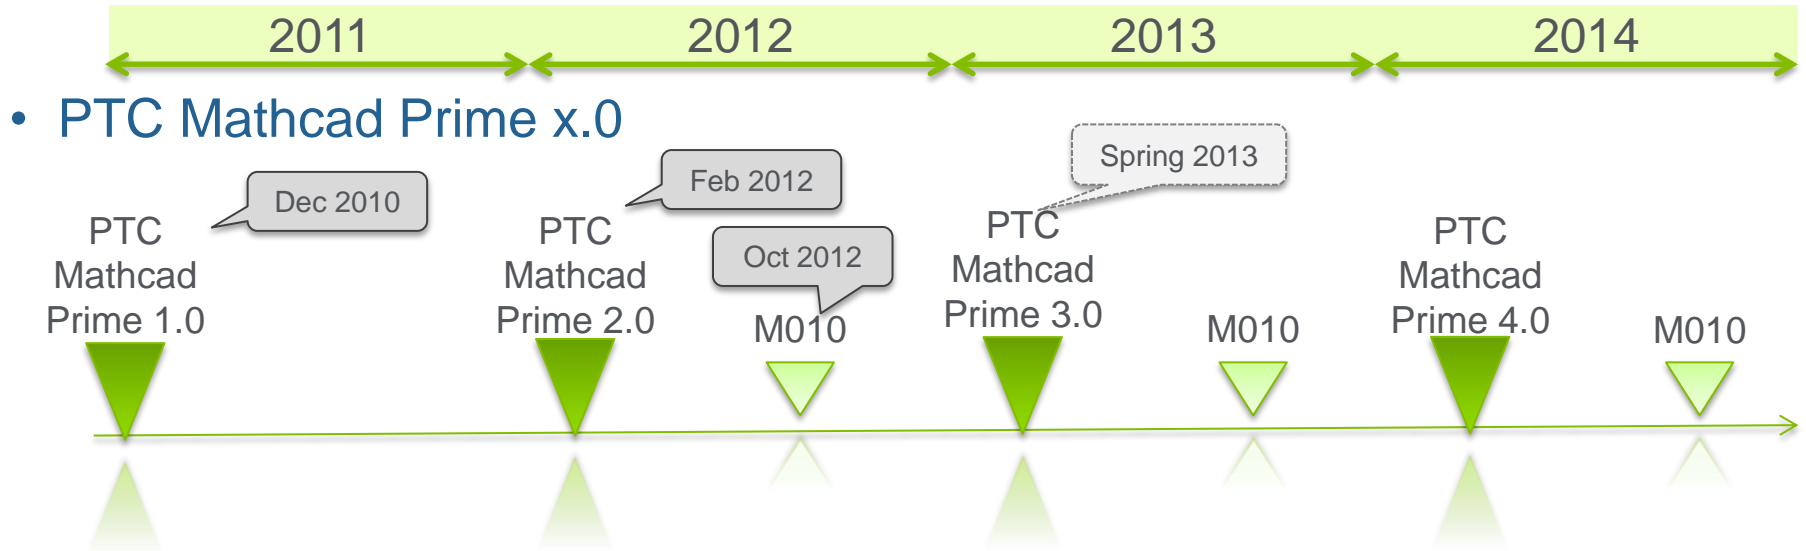 2011
2012
2013
2014
• PTC Mathcad Prime x.0
Dec 2010
Feb 2012
Oct 2012
Spring 2013
PTC
Mathcad
Prime 1.0
PTC
Mathcad
Prime 2.0
M010
PTC
Mathcad
Prime 3.0
M010
PTC
Mathcad
Prime 4.0
M010